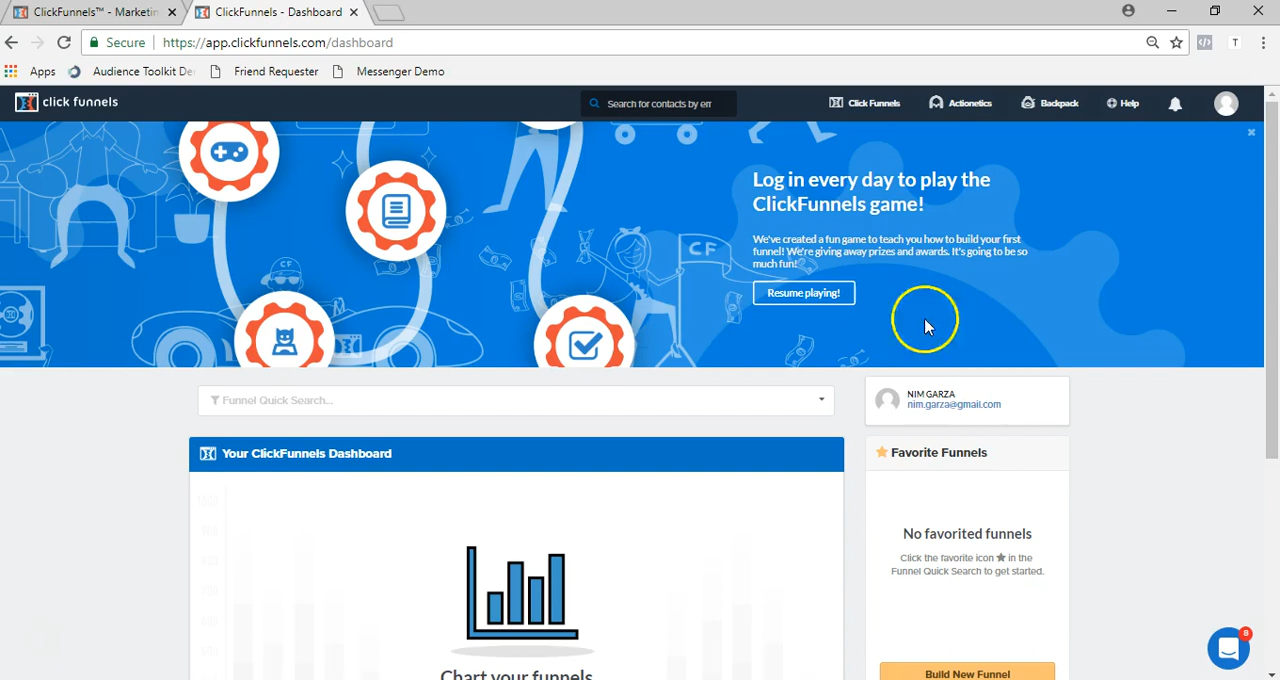 ClickFunnels™ - Marketin
ClickFunnels - Dashboard
Secure
https://app.clickfunnels.com/dashboard
T
Apps
Audience Toolkit De
Friend Requester
Messenger Demo
click funnels
Search for contacts by em
Click Funnels
Actionetics
Backpack
Help
CF
CF
Log in every day to play the
ClickFunnels game!
We've created a fun game to teach you how to build your first
funnel! We're giving away prizes and awards. It's going to be so
much fun!
Resume playing!
Funnel Quick Search...
NIM GARZA
nim.garza@gmail.com
Your ClickFunnels Dashboard
Favorite Funnels
No favorited funnels
Click the favorite icon ★ in the
Funnel Quick Search to get started.
8
Build New Funnel
Chart your funnels